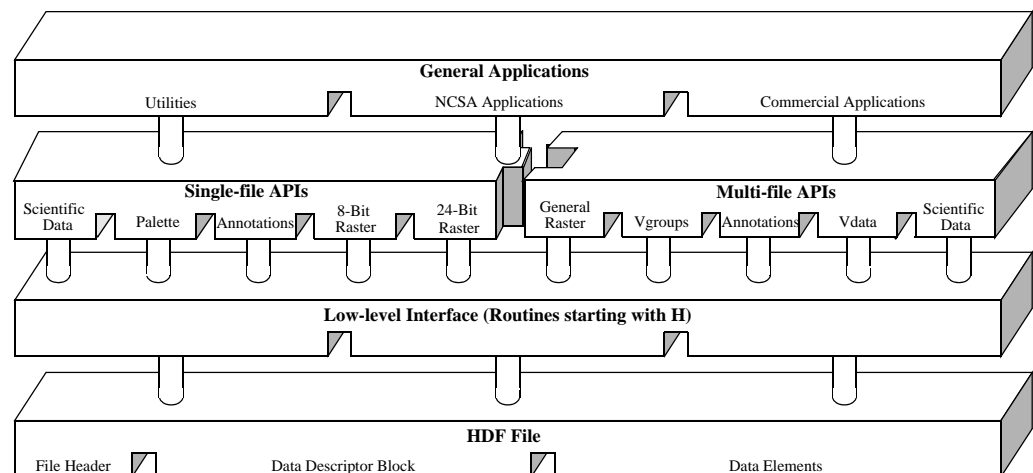 General Applications
Utilities NCSA Applications Commercial Applications
Single-file APIs
Scientific Data
Palette
Annotations
8-Bit Raster
24-Bit Raster
Multi-file APIs
General Raster
Vgroups
Annotations
Vdata
Scientific Data
Low-level Interface (Routines starting with H)
HDF File
File Header Data Descriptor Block Data Elements